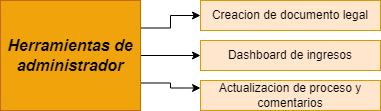 Herramientas de
administrador
Creacion de documento legal
Dashboard de ingresos
Actualizacion de proceso y
comentarios